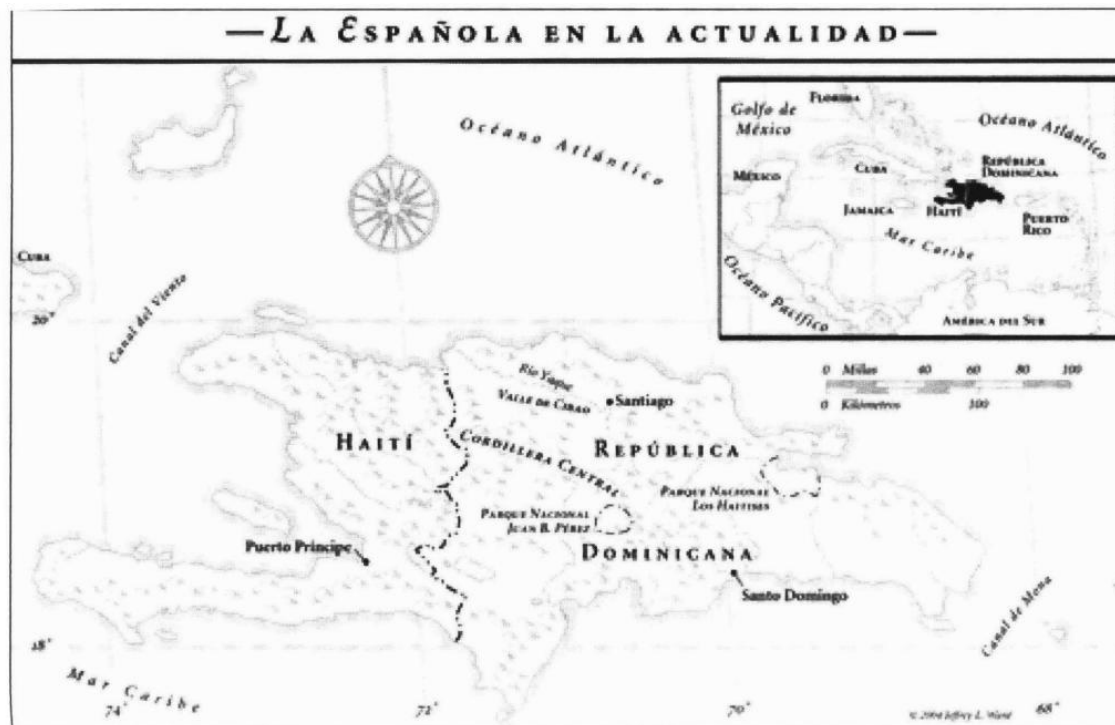 —LA ESPAÑOLA EN LA ACTUALIDAD—
Océano Atlántico
Golfo de
México
FLORIDA
Océano Atlántico
MÉXICO
CUBA
REPÚBLICA
DOMINICANA
JAMAICA
HAITÍ
PUERTO
RICO
Mar Caribe
Océano Pacífico
AMÉRICA DEL SUR
CUBA
Canal del Viento
20°
0 Millas 40 60 80 100
0 Kilómetros 100
Río Yaque
VALLE DE CIBAO
Santiago
HAITÍ
CORDILLERA CENTRAL
REPÚBLICA
PARQUE NACIONAL
LOS HAITISES
PARQUE NACIONAL
JUAN B. PÉREZ
Puerto Príncipe
DOMINICANA
Santo Domingo
Canal de Mona
18°
Mar Caribe
74°
72°
70°
68°
© 2004 Jeffrey L. Ward